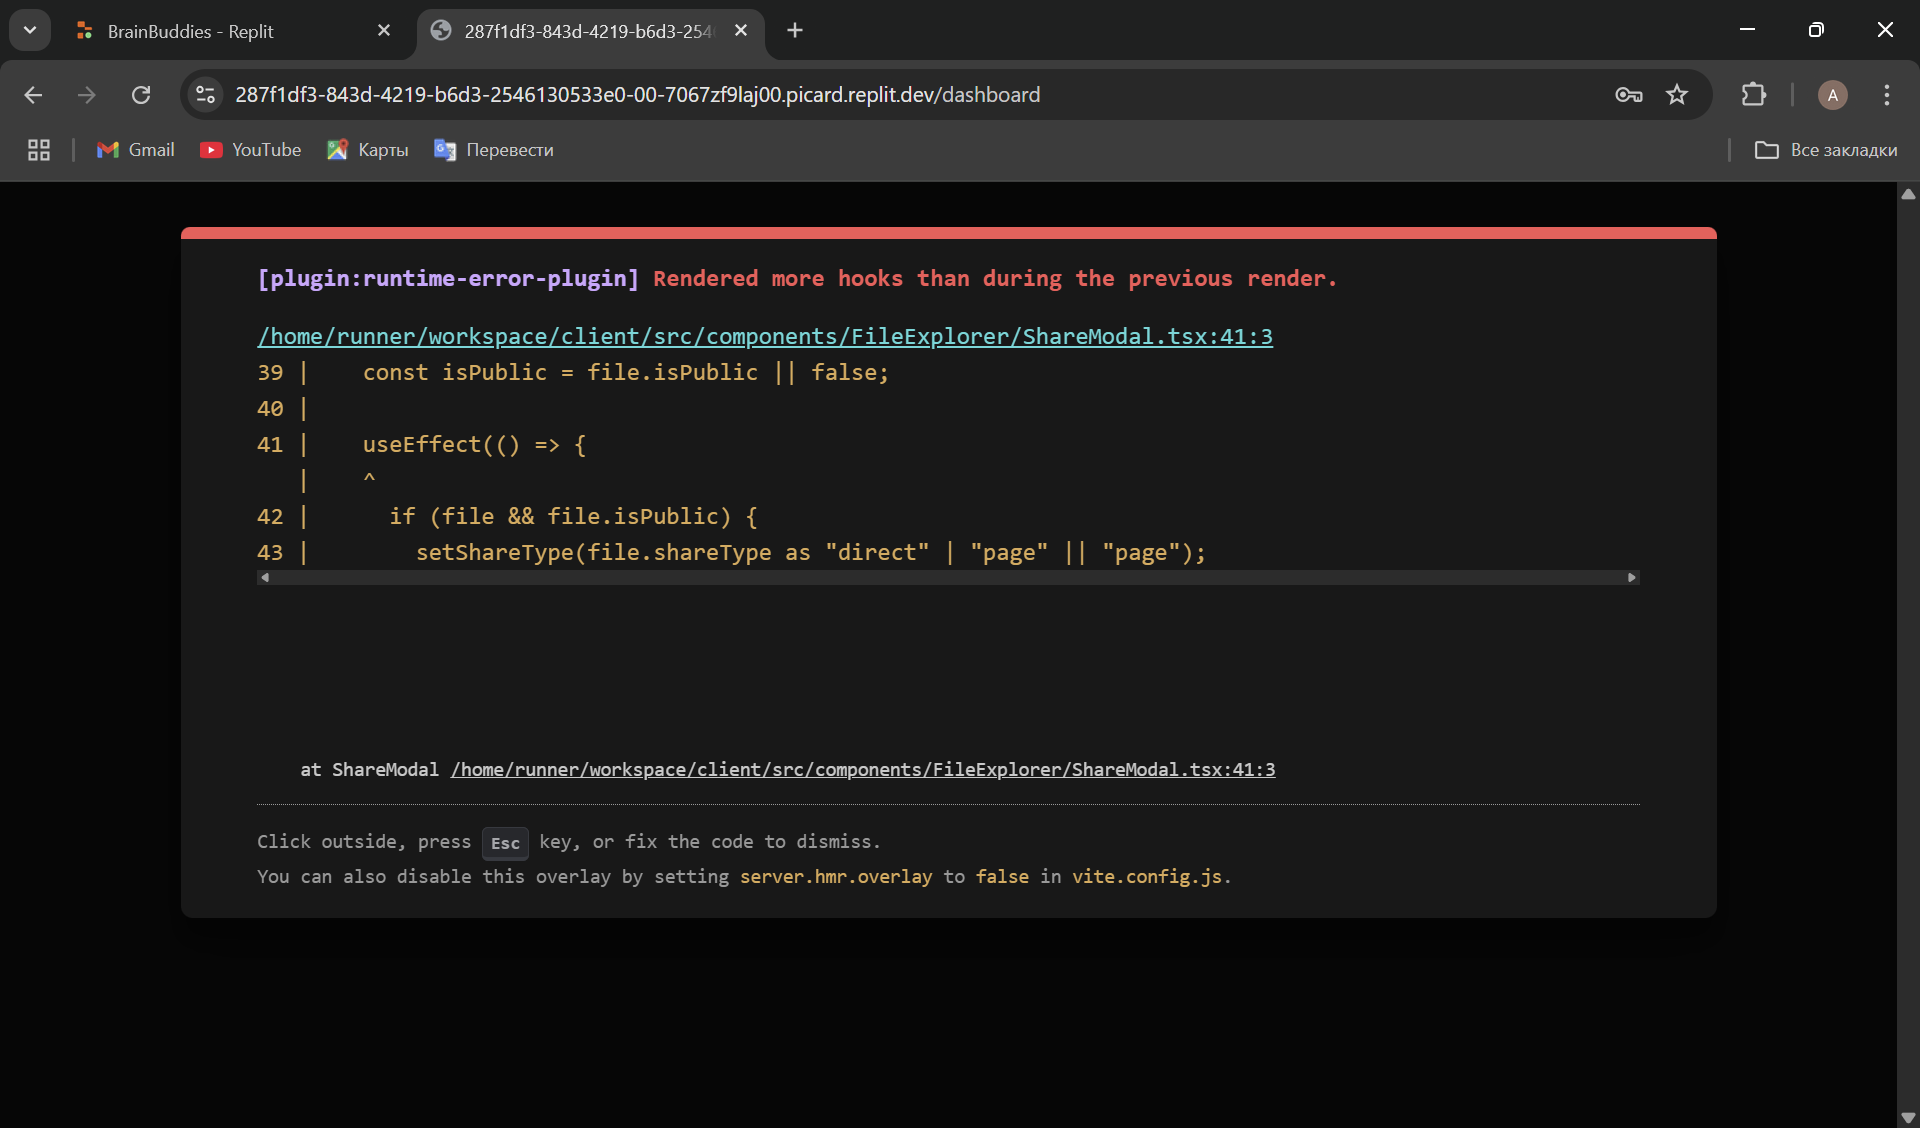 BrainBuddies - Replit
287f1df3-843d-4219-b6d3-254
287f1df3-843d-4219-b6d3-2546130533e0-00-7067zf9laj00.picard.replit.dev/dashboard
A
Gmail
YouTube
Карты
Перевести
Все закладки
[plugin:runtime-error-plugin] Rendered more hooks than during the previous render.
/home/runner/workspace/client/src/components/FileExplorer/ShareModal.tsx:41:3
39 |    const isPublic = file.isPublic || false;
40 |
41 |    useEffect(() => {
   |    ^
42 |      if (file && file.isPublic) {
43 |        setShareType(file.shareType as "direct" | "page" || "page");
at ShareModal /home/runner/workspace/client/src/components/FileExplorer/ShareModal.tsx:41:3
Click outside, press Esc key, or fix the code to dismiss.
You can also disable this overlay by setting server.hmr.overlay to false in vite.config.js.